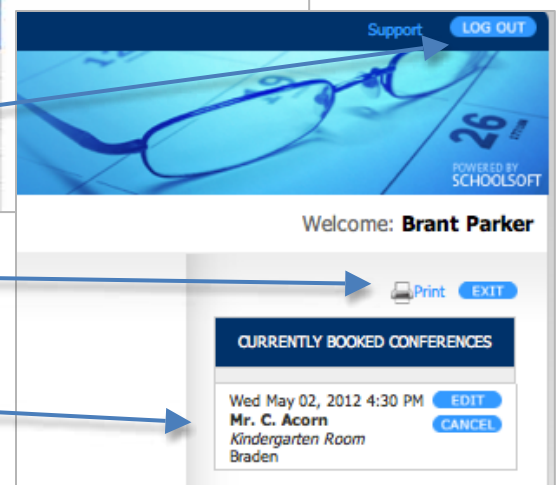 Support LOG OUT
19
26
POWERED BY
SCHOOLSOFT
Welcome: Brant Parker
Print EXIT
CURRENTLY BOOKED CONFERENCES
Wed May 02, 2012 4:30 PM EDIT
Mr. C. Acorn CANCEL
Kindergarten Room
Braden